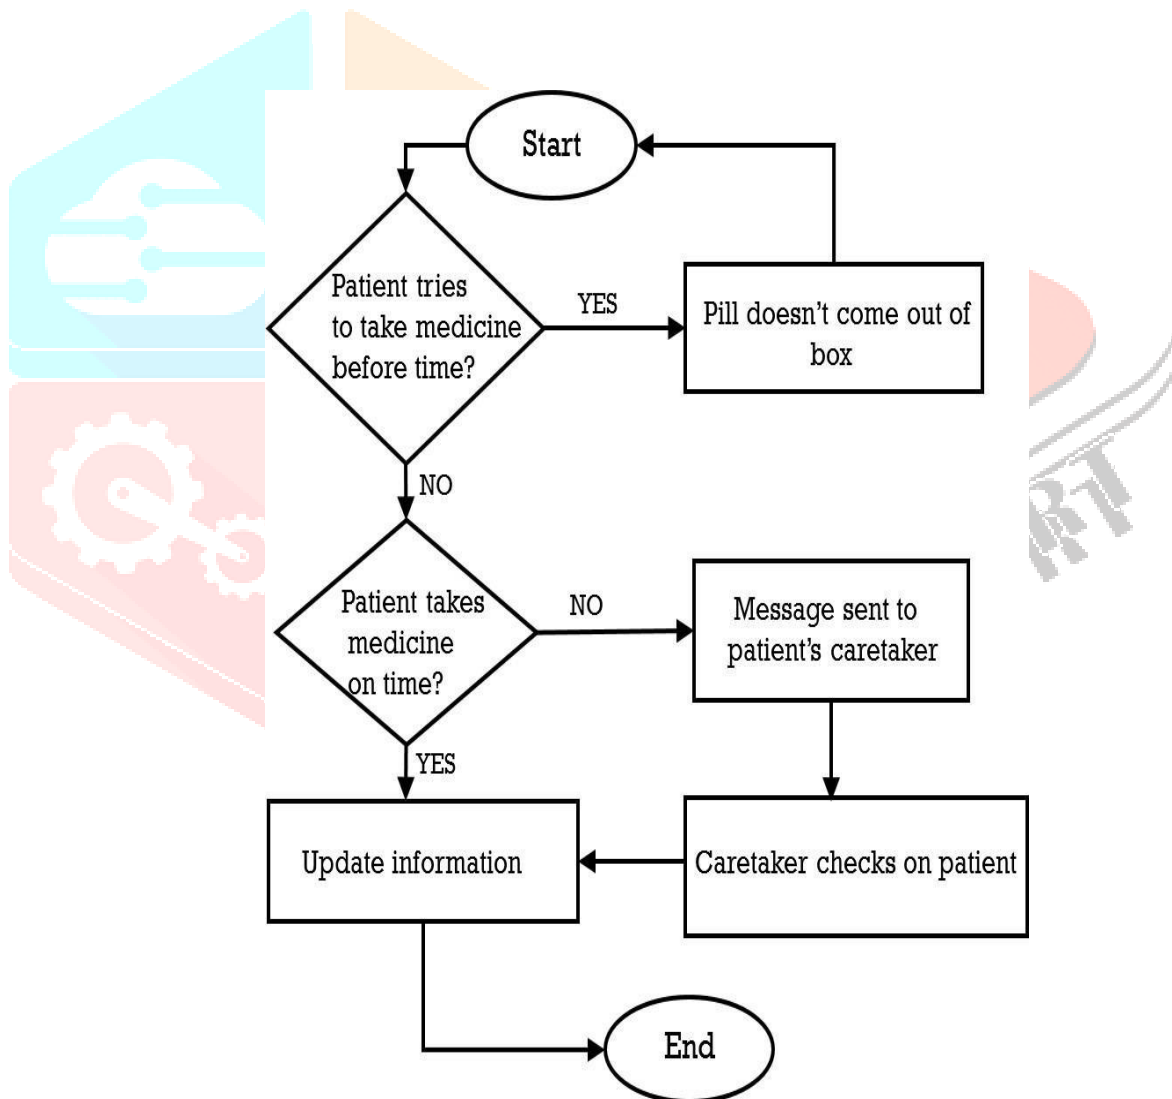 Start
Patient tries
to take medicine
before time?
YES
Pill doesn't come out of
box
NO
Patient takes
medicine
on time?
NO
Message sent to
patient's caretaker
YES
Update information
Caretaker checks on patient
End